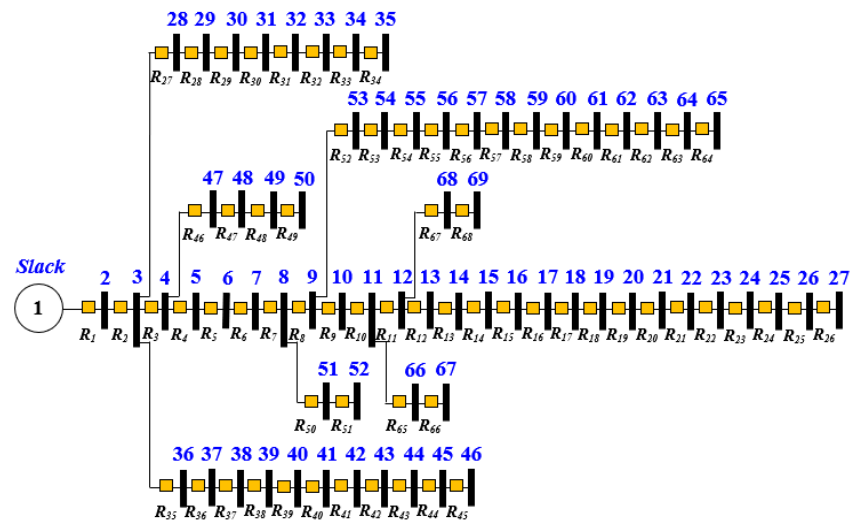 28 29 30 31 32 33 34 35
R27 R28 R29 R30 R31 R32 R33 R34
53 54 55 56 57 58 59 60 61 62 63 64 65
R52 R53 R54 R55 R56 R57 R58 R59 R60 R61 R62 R63 R64
47 48 49 50
R46 R47 R48 R49
68 69
R67 R68
Slack
1
2 3 4 5 6 7 8 9 10 11 12 13 14 15 16 17 18 19 20 21 22 23 24 25 26 27
R1 R2 R3 R4 R5 R6 R7 R8 R9 R10 R11 R12 R13 R14 R15 R16 R17 R18 R19 R20 R21 R22 R23 R24 R25 R26
51 52
R50 R51
66 67
R65 R66
36 37 38 39 40 41 42 43 44 45 46
R35 R36 R37 R38 R39 R40 R41 R42 R43 R44 R45